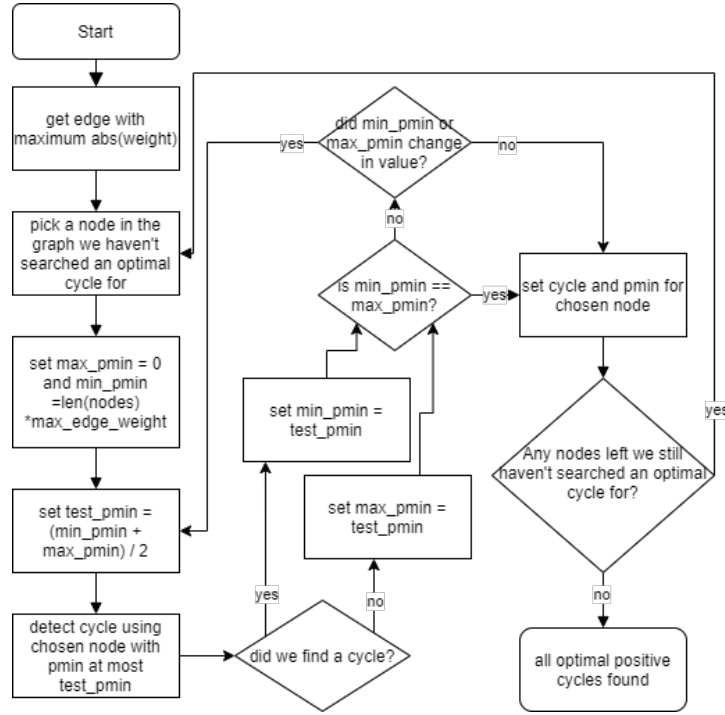 Start
get edge with
maximum abs(weight)
pick a node in the
graph we haven't
searched an optimal
cycle for
set max_pmin = 0
and min_pmin
=len(nodes)
*max_edge_weight
set test_pmin =
(min_pmin +
max_pmin) / 2
detect cycle using
chosen node with
pmin at most
test_pmin
did we find a cycle?
yes
no
set min_pmin =
test_pmin
set max_pmin =
test_pmin
is min_pmin ==
max_pmin?
no
yes
did min_pmin or
max_pmin change
in value?
yes
no
set cycle and pmin for
chosen node
Any nodes left we still
haven't searched an optimal
cycle for?
yes
no
all optimal positive
cycles found